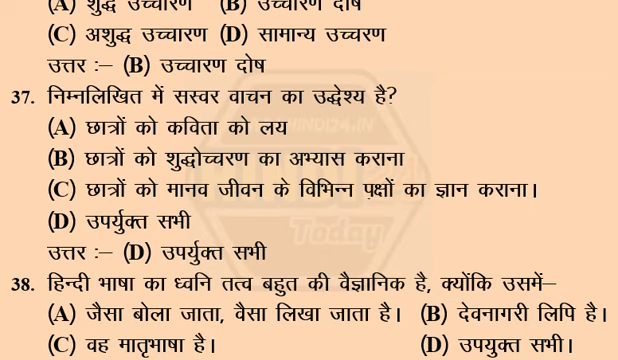 (A) शुद्ध उच्चारण (B) उच्चारण दोष
(C) अशुद्ध उच्चारण (D) सामान्य उच्चरण
उत्तर :– (B) उच्चारण दोष
37. निम्नलिखित में सस्वर वाचन का उद्धेश्य है?
(A) छात्रों को कविता को लय
(B) छात्रों को शुद्धोच्चरण का अभ्यास कराना
(C) छात्रों को मानव जीवन के विभिन्न पक्षों का ज्ञान कराना।
(D) उपर्युक्त सभी
उत्तर :– (D) उपर्युक्त सभी
38. हिन्दी भाषा का ध्वनि तत्व बहुत की वैज्ञानिक है, क्योंकि उसमें–
(A) जैसा बोला जाता, वैसा लिखा जाता है। (B) देवनागरी लिपि है।
(C) वह मातृभाषा है। (D) उपयुक्त सभी।
Today